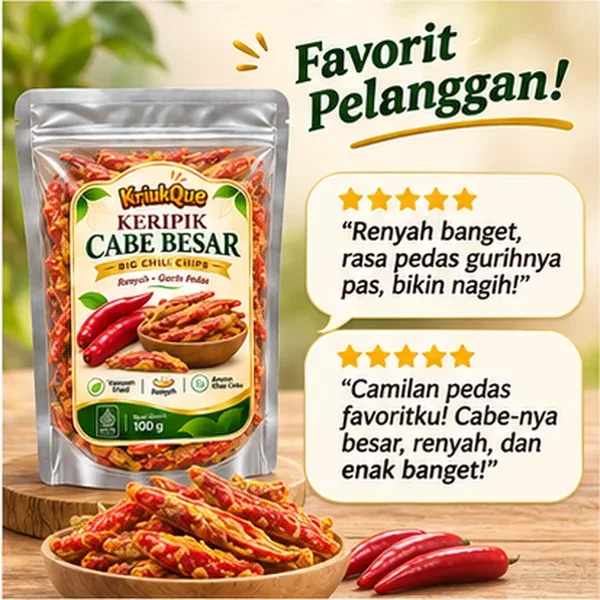 Favorit
Pelanggan!
KriukQue
KERIPIK
CABE BESAR
BIG CHILI CHIPS
Renyah - Gurih Pedas
Renyah
100 g
“Renyah banget,
rasa pedas gurihnya
pas, bikin nagih!”
“Camilan pedas
favoritku! Cabe-nya
besar, renyah, dan
enak banget!”